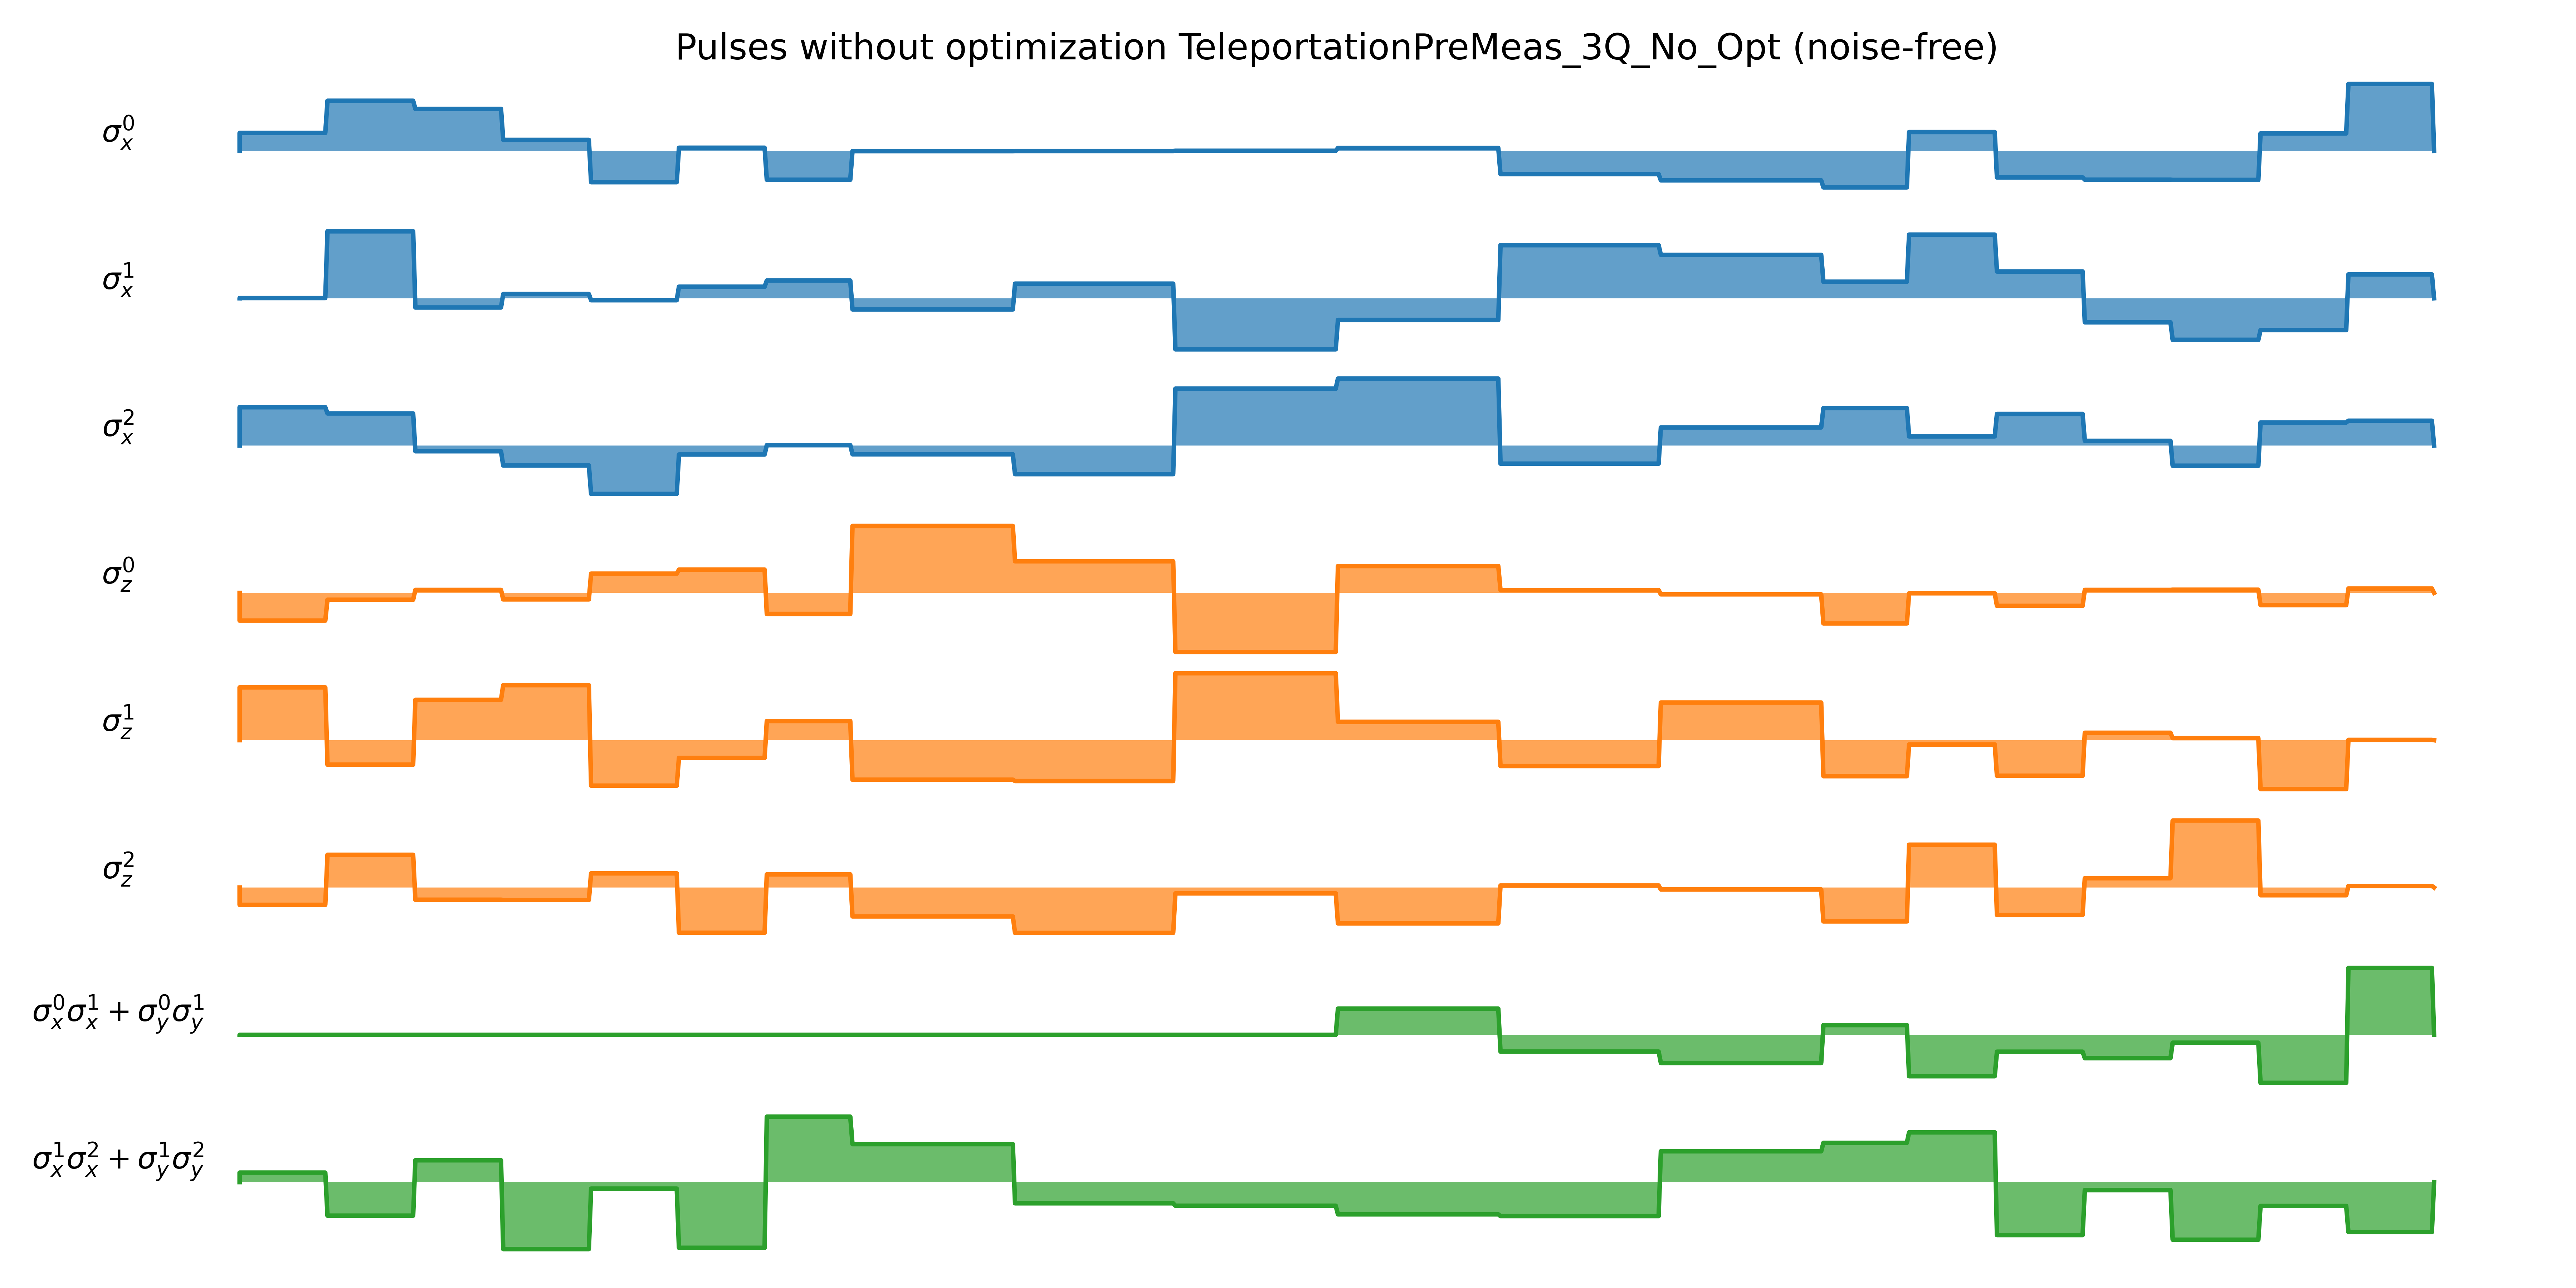 Pulses without optimization TeleportationPreMeas_3Q_No_Opt (noise-free)
σ_x^0
σ_x^1
σ_x^2
σ_z^0
σ_z^1
σ_z^2
σ_x^0σ_x^1 + σ_y^0σ_y^1
σ_x^1σ_x^2 + σ_y^1σ_y^2